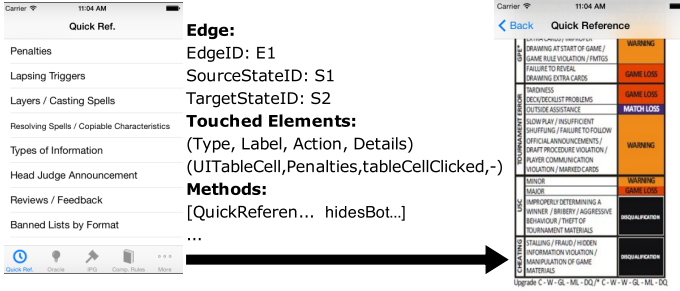 Carrier 11:04 AM
Quick Ref.
Penalties
Lapsing Triggers
Layers / Casting Spells
Resolving Spells / Copiable Characteristics
Types of Information
Head Judge Announcement
Reviews / Feedback
Banned Lists by Format
Quick Ref. Oracle IPG Comp. Rules More
Edge:
EdgeID: E1
SourceStateID: S1
TargetStateID: S2
Touched Elements:
(Type, Label, Action, Details)
(UITableCell,Penalties,tableCellClicked,-)
Methods:
[QuickReferen... hidesBot...]
...
Carrier 11:04 AM
Back Quick Reference
GPE*
DRAWING AT START OF GAME /
GAME RULE VIOLATION / FMTGS
WARNING
FAILURE TO REVEAL
DRAWING EXTRA CARDS
GAME LOSS
TOURNAMENT ERROR
TARDINESS
DECK/DECKLIST PROBLEMS
GAME LOSS
OUTSIDE ASSISTANCE
MATCH LOSS
SLOW PLAY / INSUFFICIENT
SHUFFLING / FAILURE TO FOLLOW
OFFICIAL ANNOUNCEMENTS /
DRAFT PROCEDURE VIOLATION /
PLAYER COMMUNICATION
VIOLATION / MARKED CARDS
WARNING
USC
MINOR
WARNING
MAJOR
GAME LOSS
IMPROPERLY DETERMINING A
WINNER / BRIBERY / AGGRESSIVE
BEHAVIOUR / THEFT OF
TOURNAMENT MATERIALS
DISQUALIFICATION
CHEATING
STALLING / FRAUD / HIDDEN
INFORMATION VIOLATION /
MANIPULATION OF GAME
MATERIALS
DISQUALIFICATION
Upgrade C - W - GL - ML - DQ /* C - W - W - GL - ML - DQ